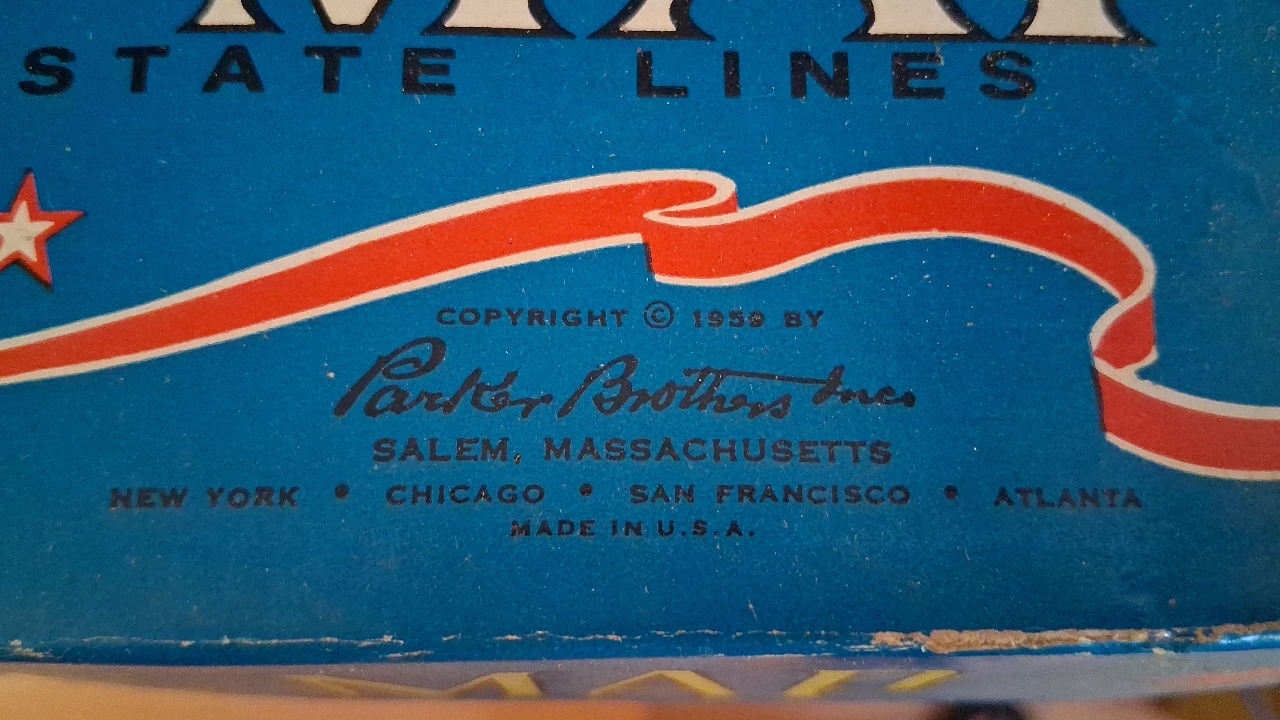 STATE LINES
COPYRIGHT © 1959 BY
Parker Brothers Inc.
SALEM, MASSACHUSETTS
NEW YORK • CHICAGO • SAN FRANCISCO • ATLANTA
MADE IN U.S.A.